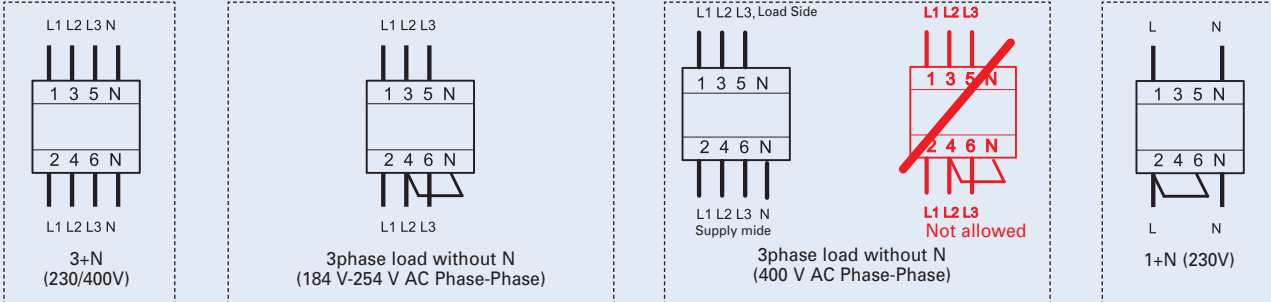 L1 L2 L3 N
1 3 5 N
2 4 6 N
L1 L2 L3 N
3+N
(230/400V)
L1 L2 L3
1 3 5 N
2 4 6 N
L1 L2 L3
3phase load without N
(184 V-254 V AC Phase-Phase)
L1 L2 L3, Load Side
1 3 5 N
2 4 6 N
L1 L2 L3 N
Supply mide
L1 L2 L3
1 3 5 N
2 4 6 N
L1 L2 L3
Not allowed
3phase load without N
(400 V AC Phase-Phase)
L N
1 3 5 N
2 4 6 N
L N
1+N (230V)